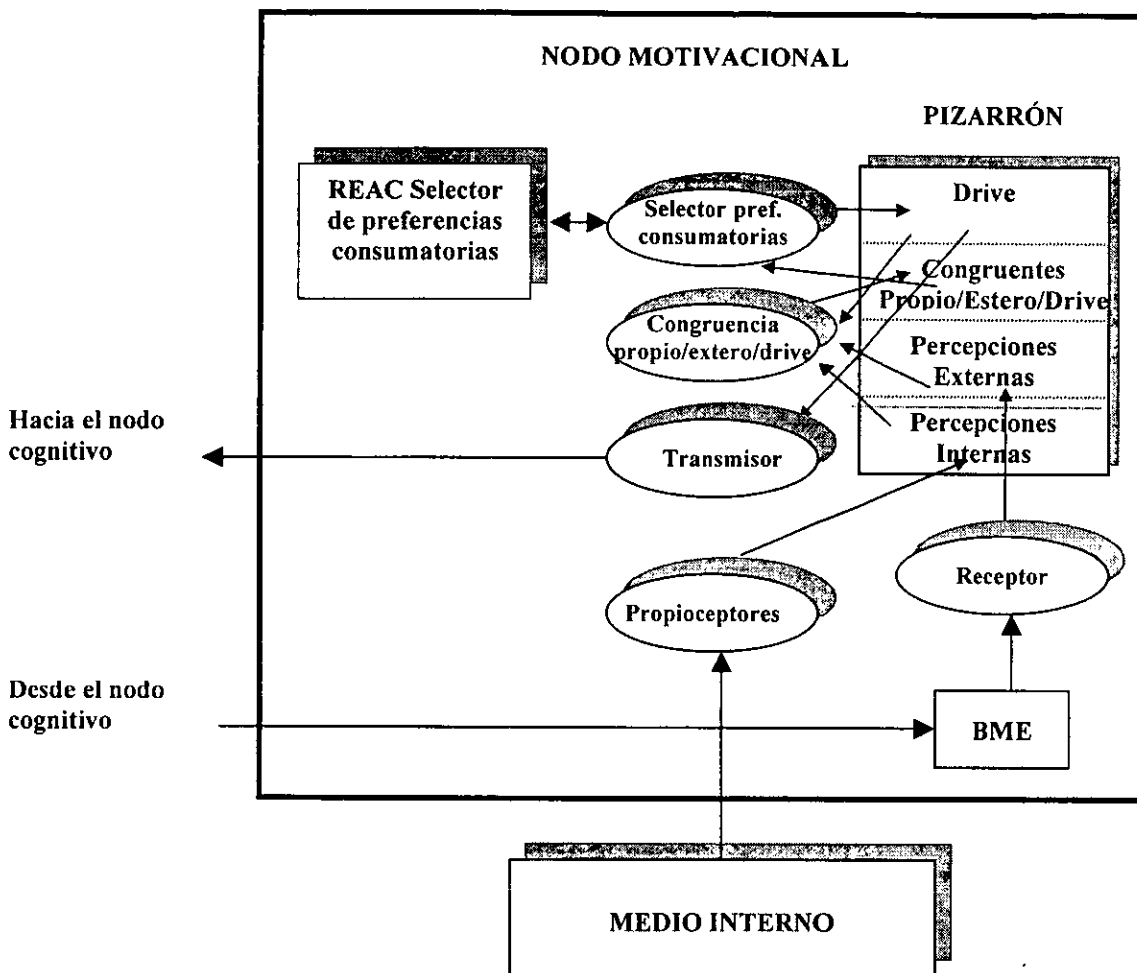 NODO MOTIVACIONAL
PIZARRÓN
REAC Selector
de preferencias
consumatorias
Selector pref.
consumatorias
Drive
Congruentes
Propio/Estero/Drive
Congruencia
propio/extero/drive
Percepciones
Externas
Percepciones
Internas
Hacia el nodo
cognitivo
Transmisor
Receptor
Propioceptores
Desde el nodo
cognitivo
BME
MEDIO INTERNO